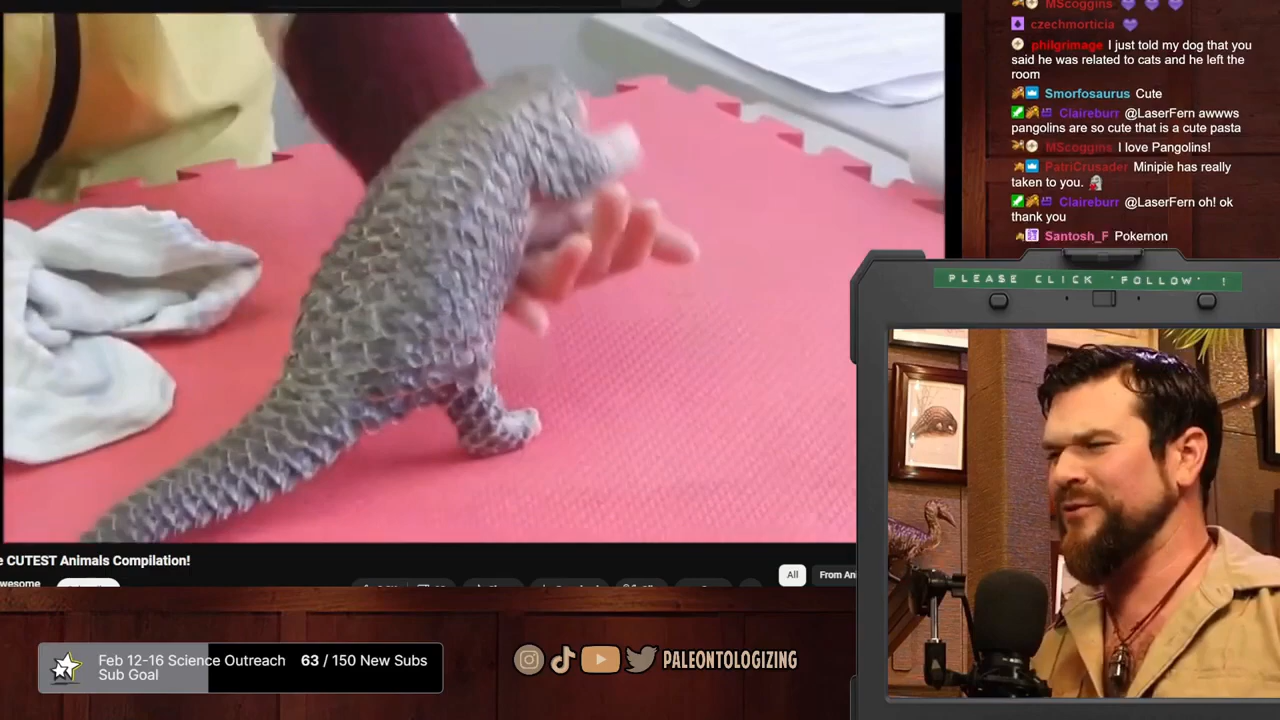 MScoggins
czechmorticia
philgrimage I just told my dog that you
said he was related to cats and he left the
room
Smorfosaurus Cute
Claireburr @LaserFern awwws
pangolins are so cute that is a cute pasta
MScoggins I love Pangolins!
PatriCrusader Minipie has really
taken to you.
Claireburr @LaserFern oh! ok
thank you
Santosh_F Pokemon
PLEASE CLICK 'FOLLOW' !
e CUTEST Animals Compilation!
wesome
All From Ani
Feb 12-16 Science Outreach 63 / 150 New Subs
Sub Goal
PALEONTOLOGIZING